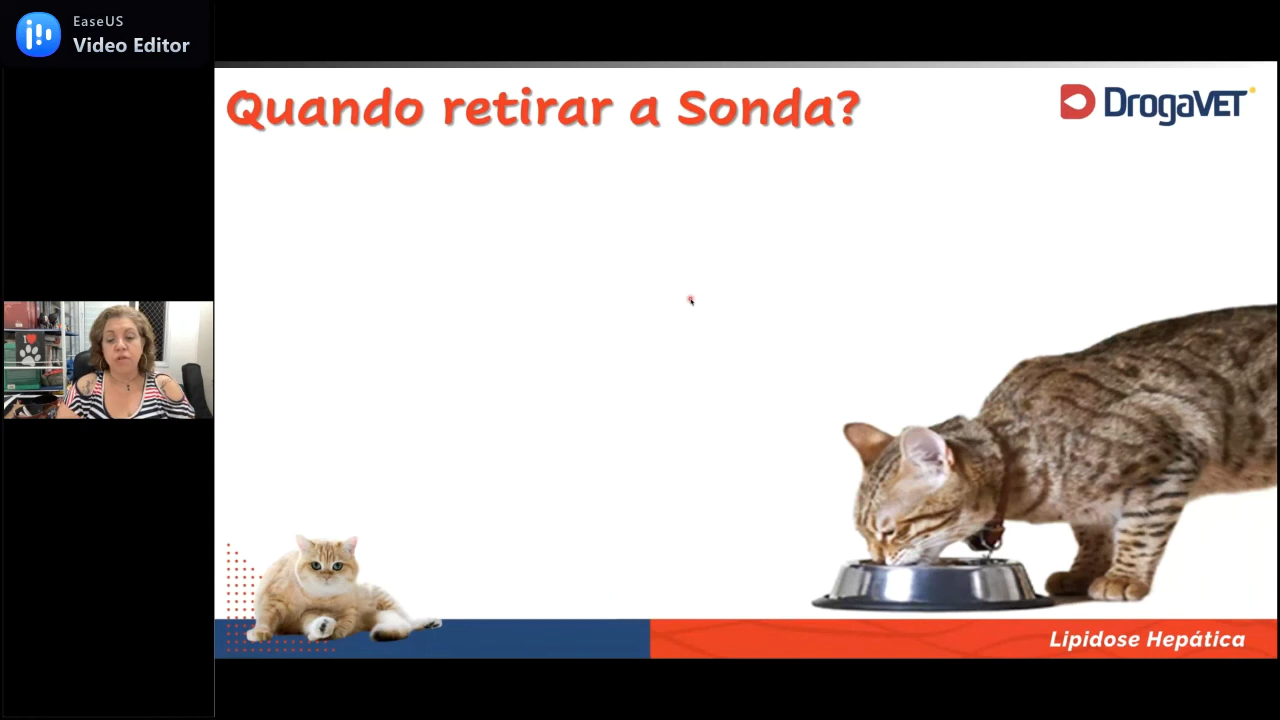 EaseUS
Video Editor
Quando retirar a Sonda?
DrogaVET
I
Lipidose Hepática